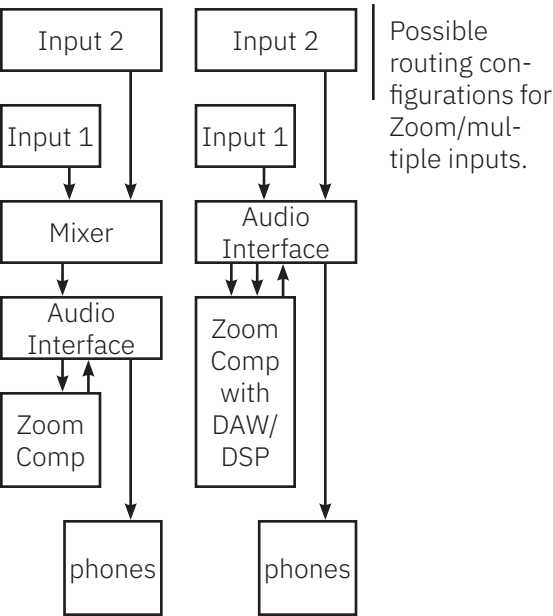 Input 2
Input 1
Mixer
Audio
Interface
Zoom
Comp
phones
Input 2
Input 1
Audio
Interface
Zoom
Comp
with
DAW/
DSP
phones
Possible
routing con-
figurations for
Zoom/mul-
tiple inputs.